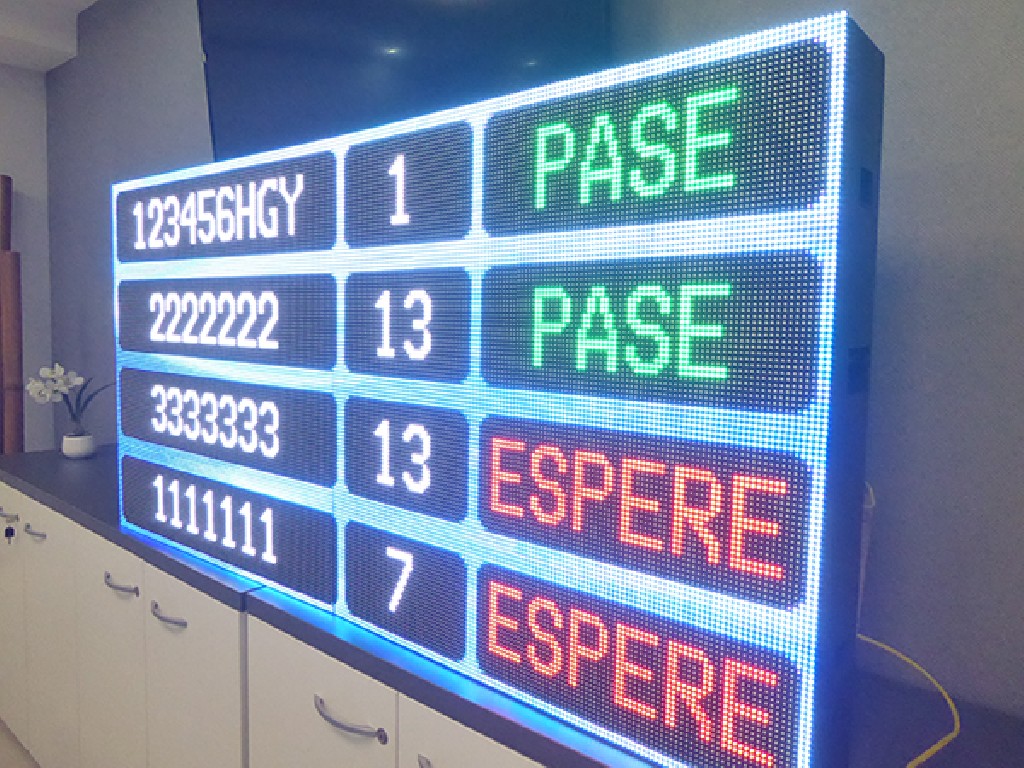 123456HGY 1 PASE
2222222 13 PASE
3333333 13 ESPERE
1111111 7 ESPERE